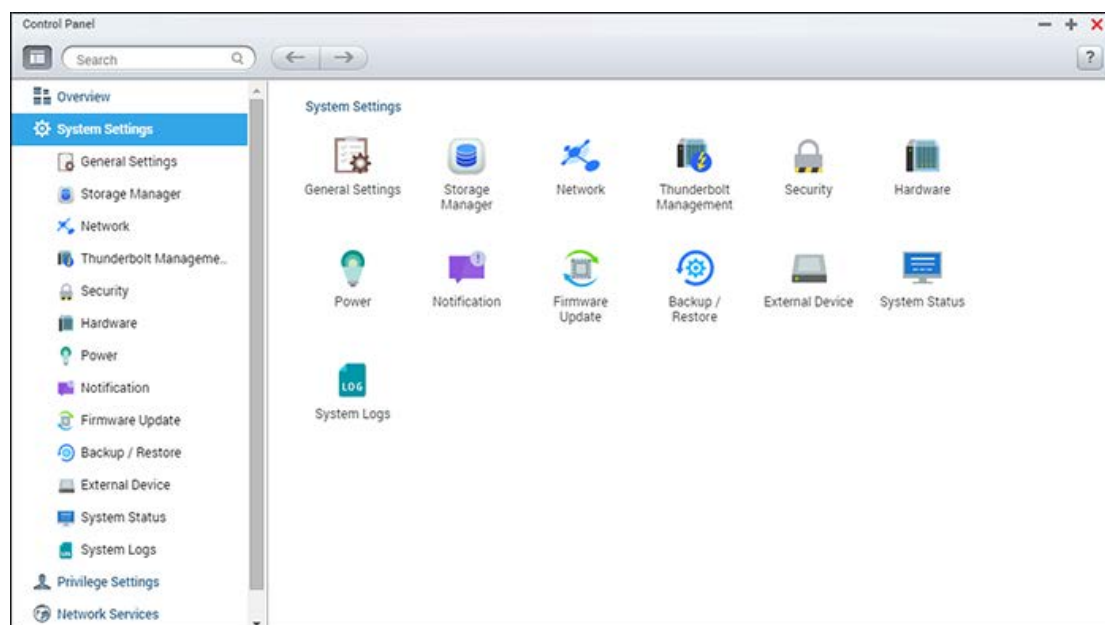 Control Panel
Search
?
Overview
System Settings
General Settings
Storage Manager
Network
Thunderbolt Manageme..
Security
Hardware
Power
Notification
Firmware Update
Backup / Restore
External Device
System Status
System Logs
Privilege Settings
Network Services
System Settings
General Settings
Storage
Manager
Network
Thunderbolt
Management
Security
Hardware
Power
Notification
Firmware
Update
Backup /
Restore
External Device
System Status
LOG
System Logs